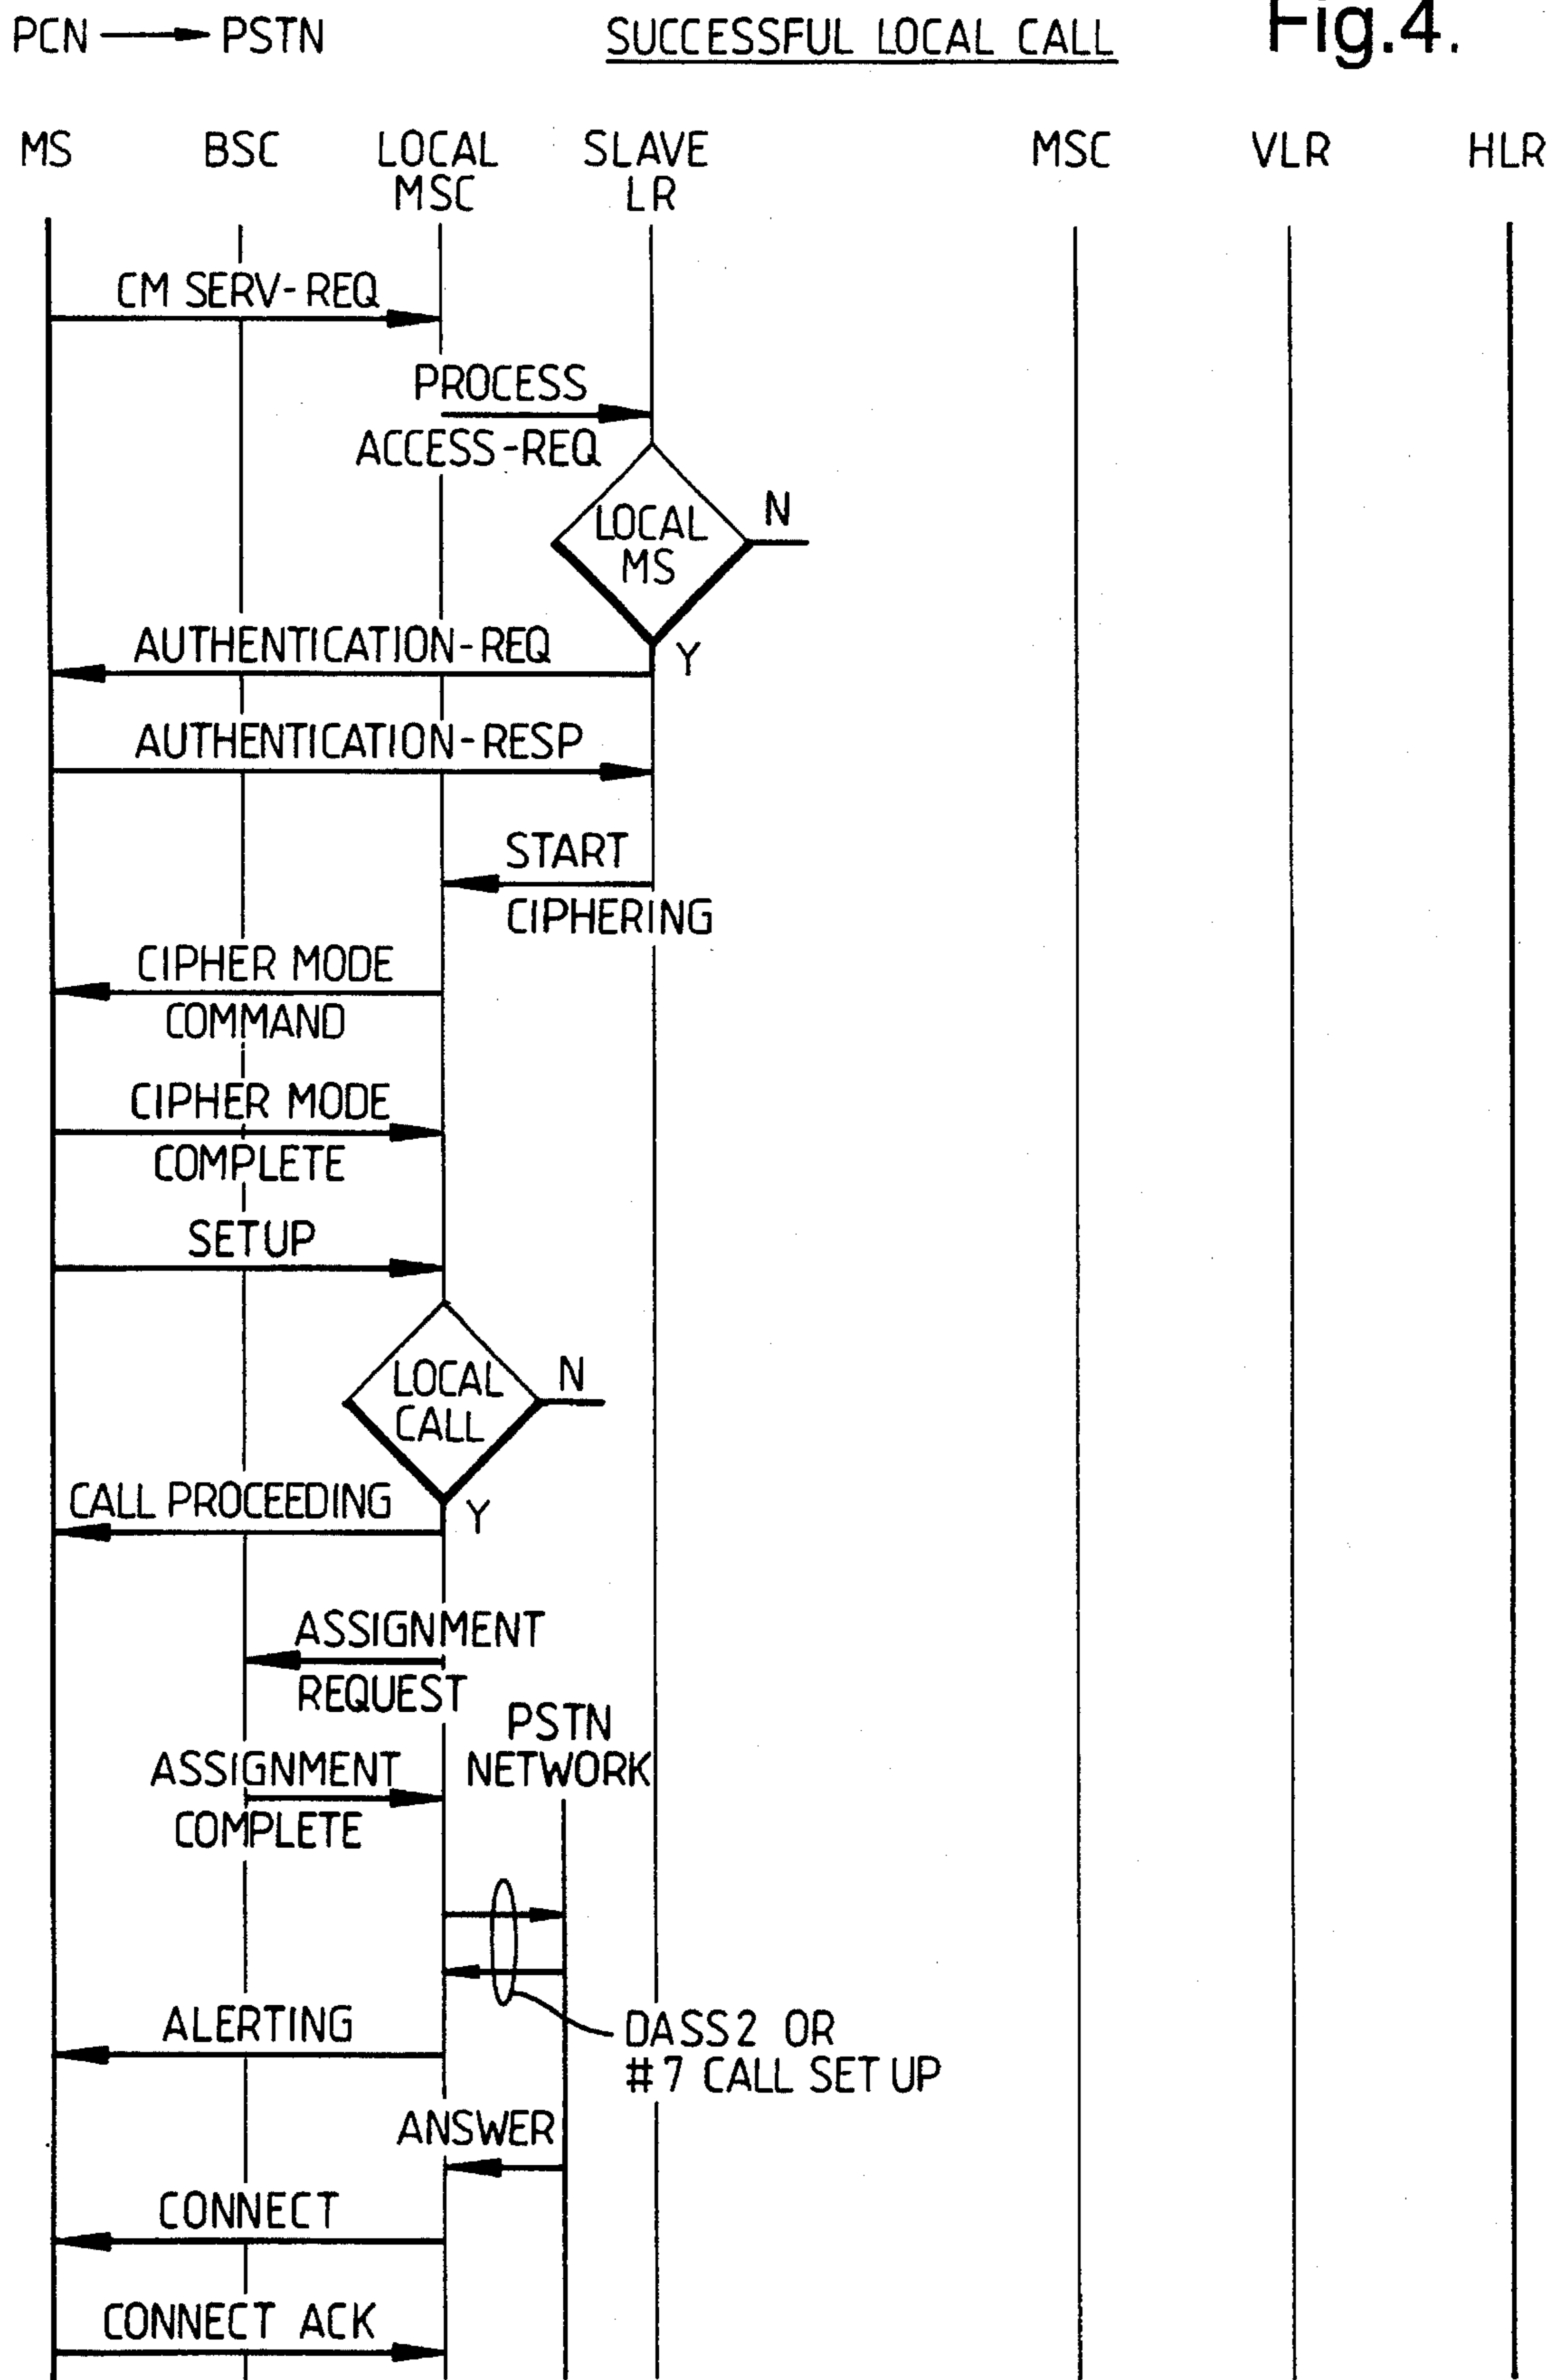 PCN → PSTN
SUCCESSFUL LOCAL CALL
Fig.4.
MS
BSC
LOCAL
MSC
SLAVE
LR
MSC
VLR
HLR
CM SERV-REQ
PROCESS
ACCESS-REQ
LOCAL
MS
N
Y
AUTHENTICATION-REQ
AUTHENTICATION-RESP
START
CIPHERING
CIPHER MODE
COMMAND
CIPHER MODE
COMPLETE
SETUP
LOCAL
CALL
N
Y
CALL PROCEEDING
ASSIGNMENT
REQUEST
PSTN
NETWORK
ASSIGNMENT
COMPLETE
DASS2 OR
#7 CALL SET UP
ALERTING
ANSWER
CONNECT
CONNECT ACK